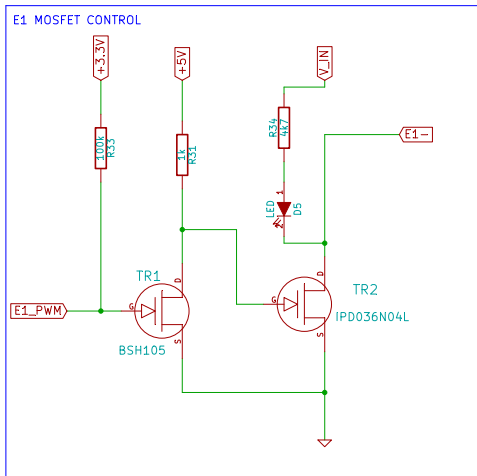 E1 MOSFET CONTROL
+3.3V
+5V
V_IN
100k
R33
1k
R31
R34
4k7
E1-
1
LED
D5
2
TR1
D
G
S
BSH105
E1_PWM
D
G
S
TR2
IPD036N04L